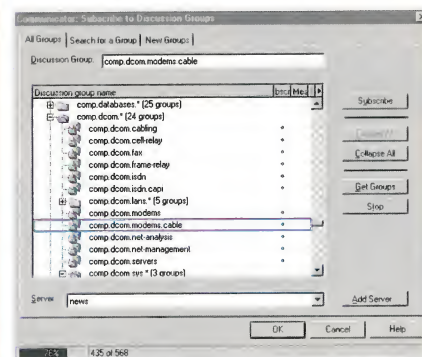 Communicator: Subscribe to Discussion Groups
All Groups
Search for a Group
New Groups
Discussion Group:
comp.dcom.modems.cable
Discussion group name
comp.databases.* (25 groups)
comp.dcom.* (24 groups)
comp.dcom.cabling
comp.dcom.cell-relay
comp.dcom.fax
comp.dcom.frame-relay
comp.dcom.isdn
comp.dcom.isdn.capi
comp.dcom.lans.* (5 groups)
comp.dcom.modems
comp.dcom.modems.cable
comp.dcom.net-analysis
comp.dcom.net-management
comp.dcom.servers
comp.dcom.sys.* (3 groups)
Subscribe
Collapse All
Get Groups
Stop
Server
news
Add Server
OK
Cancel
Help
76%
435 of 568